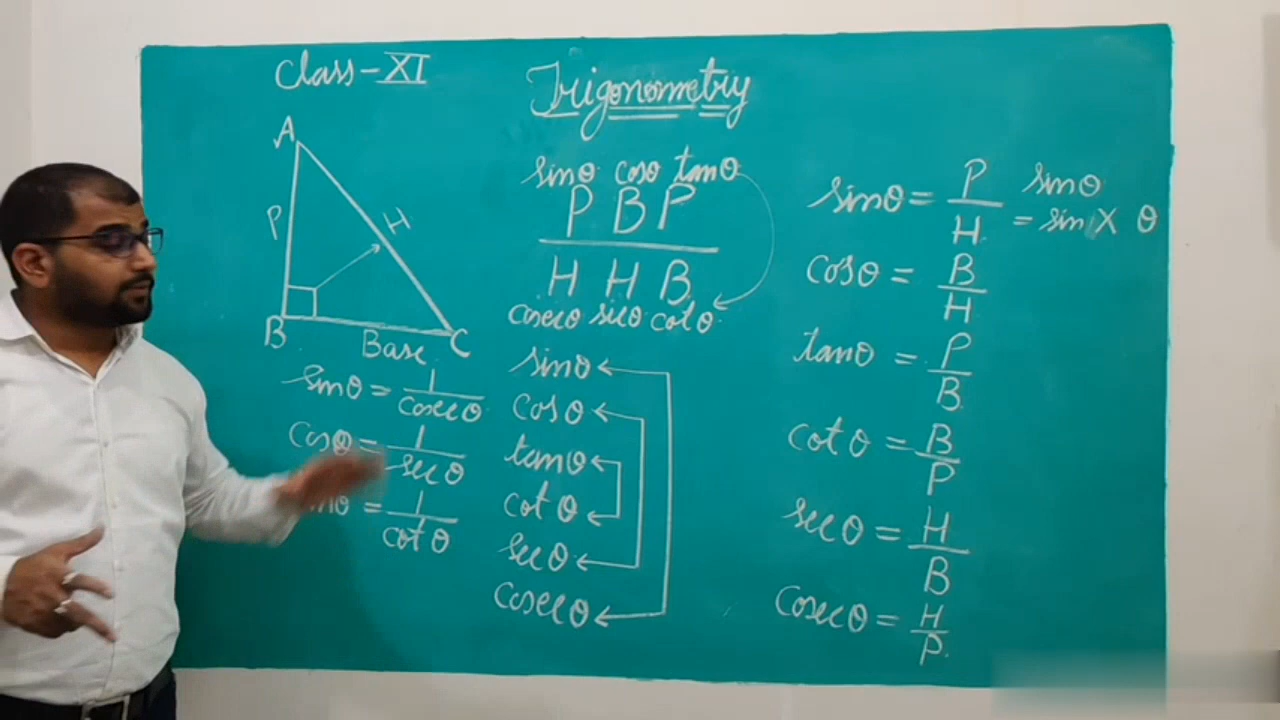 Class - XI
Trigonometry
A
P
H
B
Base
C
sinθ cosθ tanθ
P B P
H H B
cosecθ secθ cotθ
sinθ = 1/cosecθ
cosθ = 1/secθ
θ = 1/cotθ
sinθ
cosθ
tanθ
cotθ
secθ
cosecθ
sinθ = P/H
sinθ
= sin X θ
cosθ = B/H
tanθ = P/B
cotθ = B/P
secθ = H/B
cosecθ = H/P